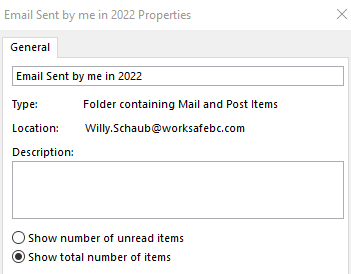 Email Sent by me in 2022 Properties
General
Email Sent by me in 2022
Type: Folder containing Mail and Post Items
Location: Willy.Schaub@worksafebc.com
Description:
Show number of unread items
Show total number of items